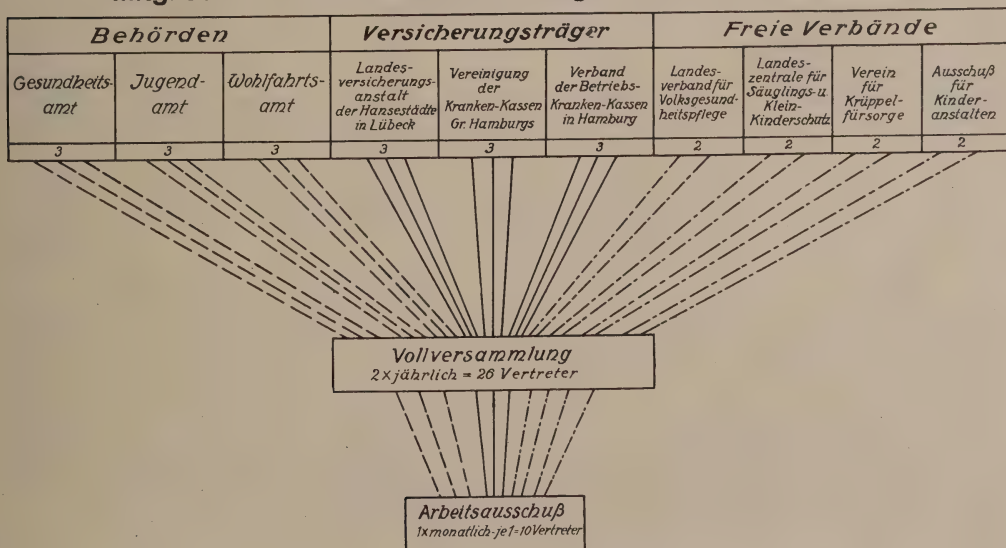 Behörden
Versicherungsträger
Freie Verbände
Gesundheits-
amt
Jugend-
amt
Wohlfahrts-
amt
Landes-
versicherungs-
anstalt
der Hansestädte
in Lübeck
Vereinigung
der
Kranken-Kassen
Gr. Hamburgs
Verband
der Betriebs-
Kranken-Kassen
in Hamburg
Landes-
verband für
Volksgesund-
heitspflege
Landes-
zentrale für
Säuglings-u.
Klein-
Kinderschutz
Verein
für
Krüppel-
fürsorge
Ausschuß
für
Kinder-
anstalten
3 3 3 3 3 3 2 2 2 2
Vollversammlung
2×jährlich = 26 Vertreter
Arbeitsausschuß
1×monatlich-je 1=10 Vertreter